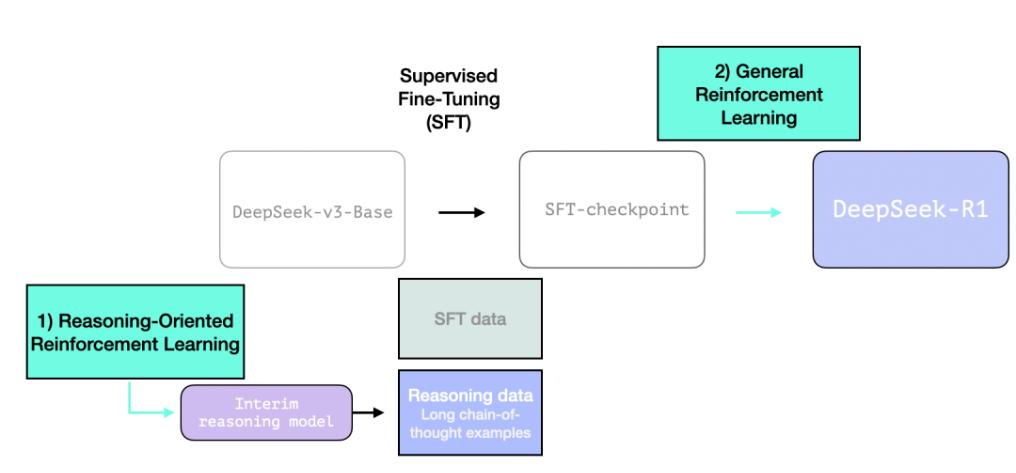 Supervised
Fine-Tuning
(SFT)
2) General
Reinforcement
Learning
DeepSeek-v3-Base
SFT-checkpoint
DeepSeek-R1
1) Reasoning-Oriented
Reinforcement Learning
SFT data
Interim
reasoning model
Reasoning data
Long chain-of-
thought examples